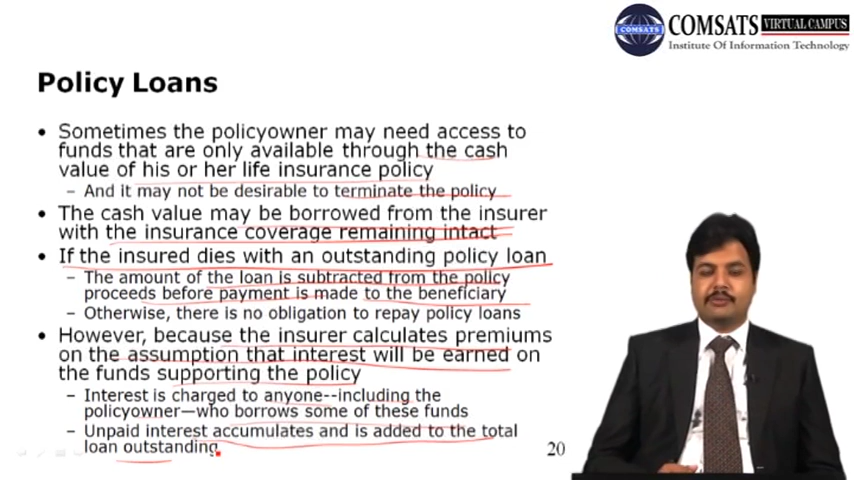 COMSATS
COMSATS VIRTUAL CAMPUS
Institute Of Information Technology
Policy Loans
• Sometimes the policyowner may need access to
funds that are only available through the cash
value of his or her life insurance policy
– And it may not be desirable to terminate the policy
• The cash value may be borrowed from the insurer
with the insurance coverage remaining intact
• If the insured dies with an outstanding policy loan
– The amount of the loan is subtracted from the policy
proceeds before payment is made to the beneficiary
– Otherwise, there is no obligation to repay policy loans
• However, because the insurer calculates premiums
on the assumption that interest will be earned on
the funds supporting the policy
– Interest is charged to anyone--including the
policyowner—who borrows some of these funds
– Unpaid interest accumulates and is added to the total
loan outstanding
20